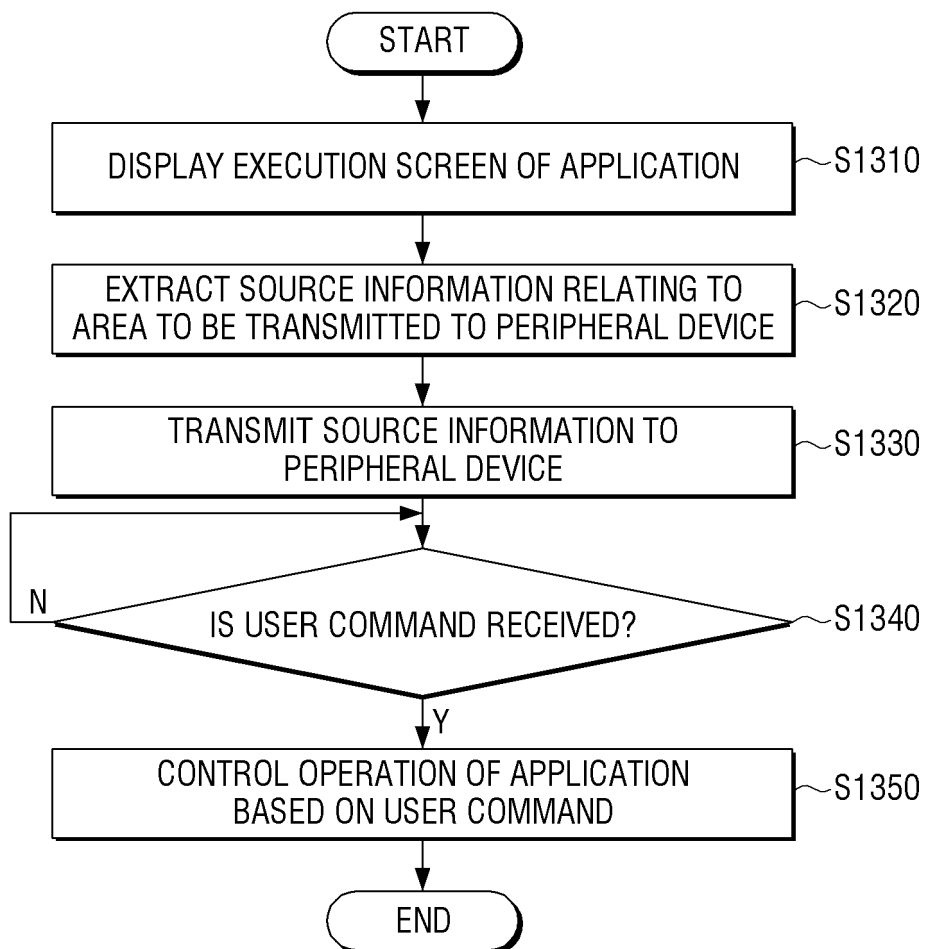 START
DISPLAY EXECUTION SCREEN OF APPLICATION
S1310
EXTRACT SOURCE INFORMATION RELATING TO
AREA TO BE TRANSMITTED TO PERIPHERAL DEVICE
S1320
TRANSMIT SOURCE INFORMATION TO
PERIPHERAL DEVICE
S1330
N
IS USER COMMAND RECEIVED?
S1340
Y
CONTROL OPERATION OF APPLICATION
BASED ON USER COMMAND
S1350
END